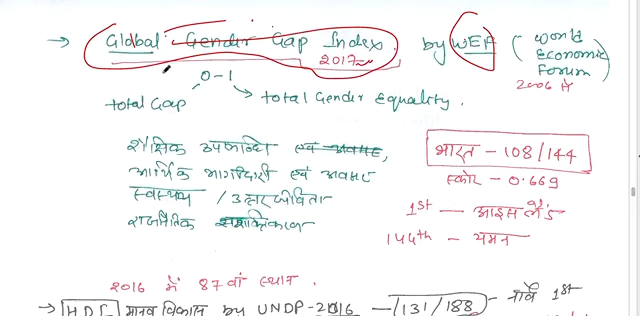 → Global Gender Gap Index. by WEF (World Economic Forum)
2017
2006 से
0-1
total Gap → total Gender Equality.
शैक्षिक उपलब्धि एवं अवसर,
आर्थिक भागीदारी एवं अवसर
स्वास्थ्य / उत्तरजीविता
राजनैतिक सशक्तिकरण
भारत - 108/144
स्कोर - 0.669
1st - आइसलैंड
144th - यमन
2016 में 87 वां स्थान.
→ HDI मानव विकास by UNDP-2016 - 131/188 - नार्वे 1st